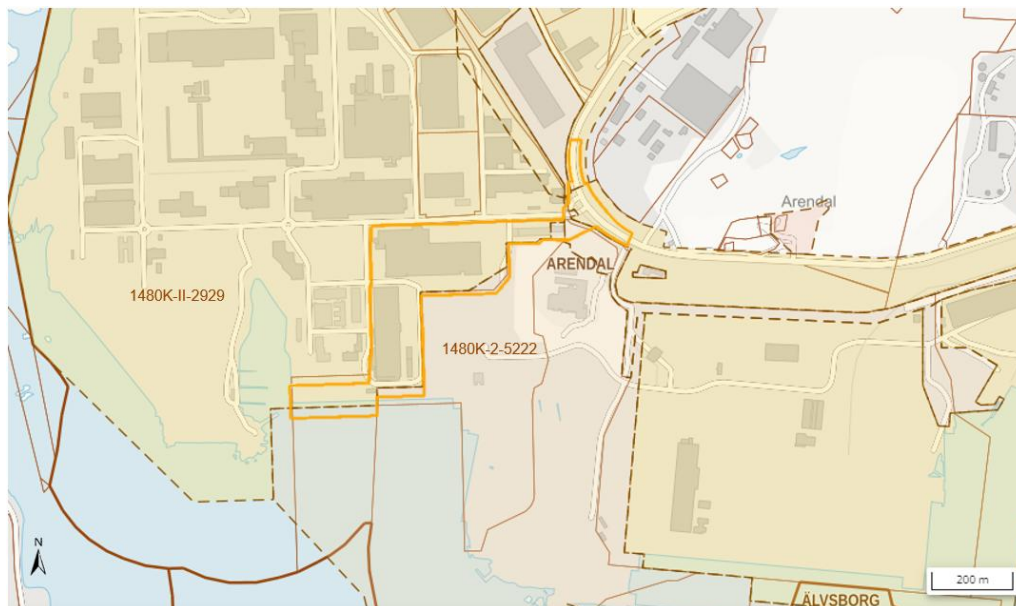 Arendal
ARENDAL
1480K-II-2929
1480K-2-5222
N
200 m
ÄLVSBORG